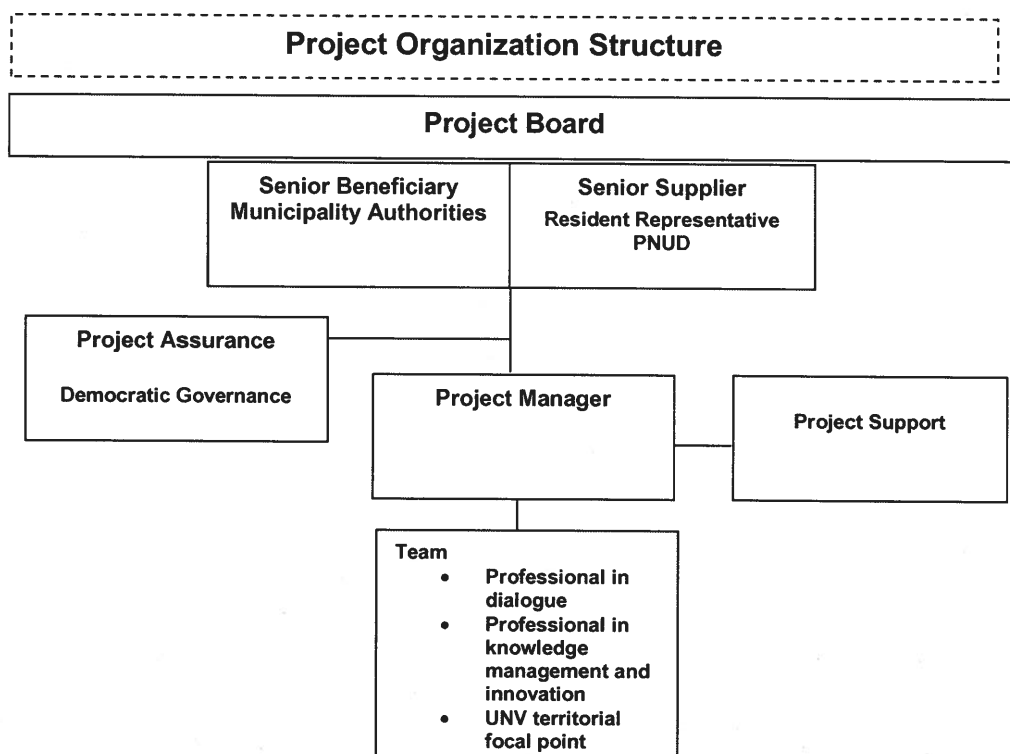 Project Organization Structure
Project Board
Senior Beneficiary
Municipality Authorities
Senior Supplier
Resident Representative
PNUD
Project Assurance
Democratic Governance
Project Manager
Project Support
Team
• Professional in
dialogue
• Professional in
knowledge
management and
innovation
• UNV territorial
focal point